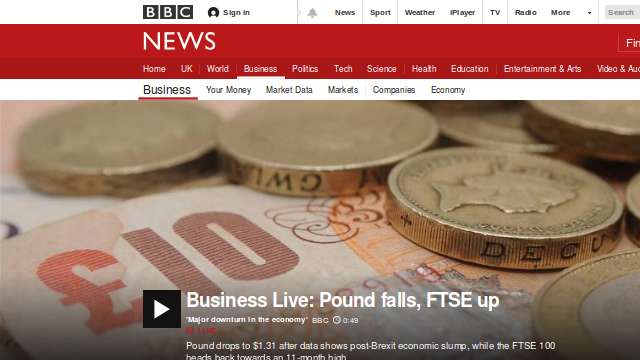 BBC Sign in News Sport Weather iPlayer TV Radio More Search
NEWS Fin
Home UK World Business Politics Tech Science Health Education Entertainment & Arts Video & Aud
Business Your Money Market Data Markets Companies Economy
£10
DECU
Business Live: Pound falls, FTSE up
"Major downturn in the economy" BBC 0:49
LIVE
Pound drops to $1.31 after data shows post-Brexit economic slump, while the FTSE 100
heads back towards an 11-month high